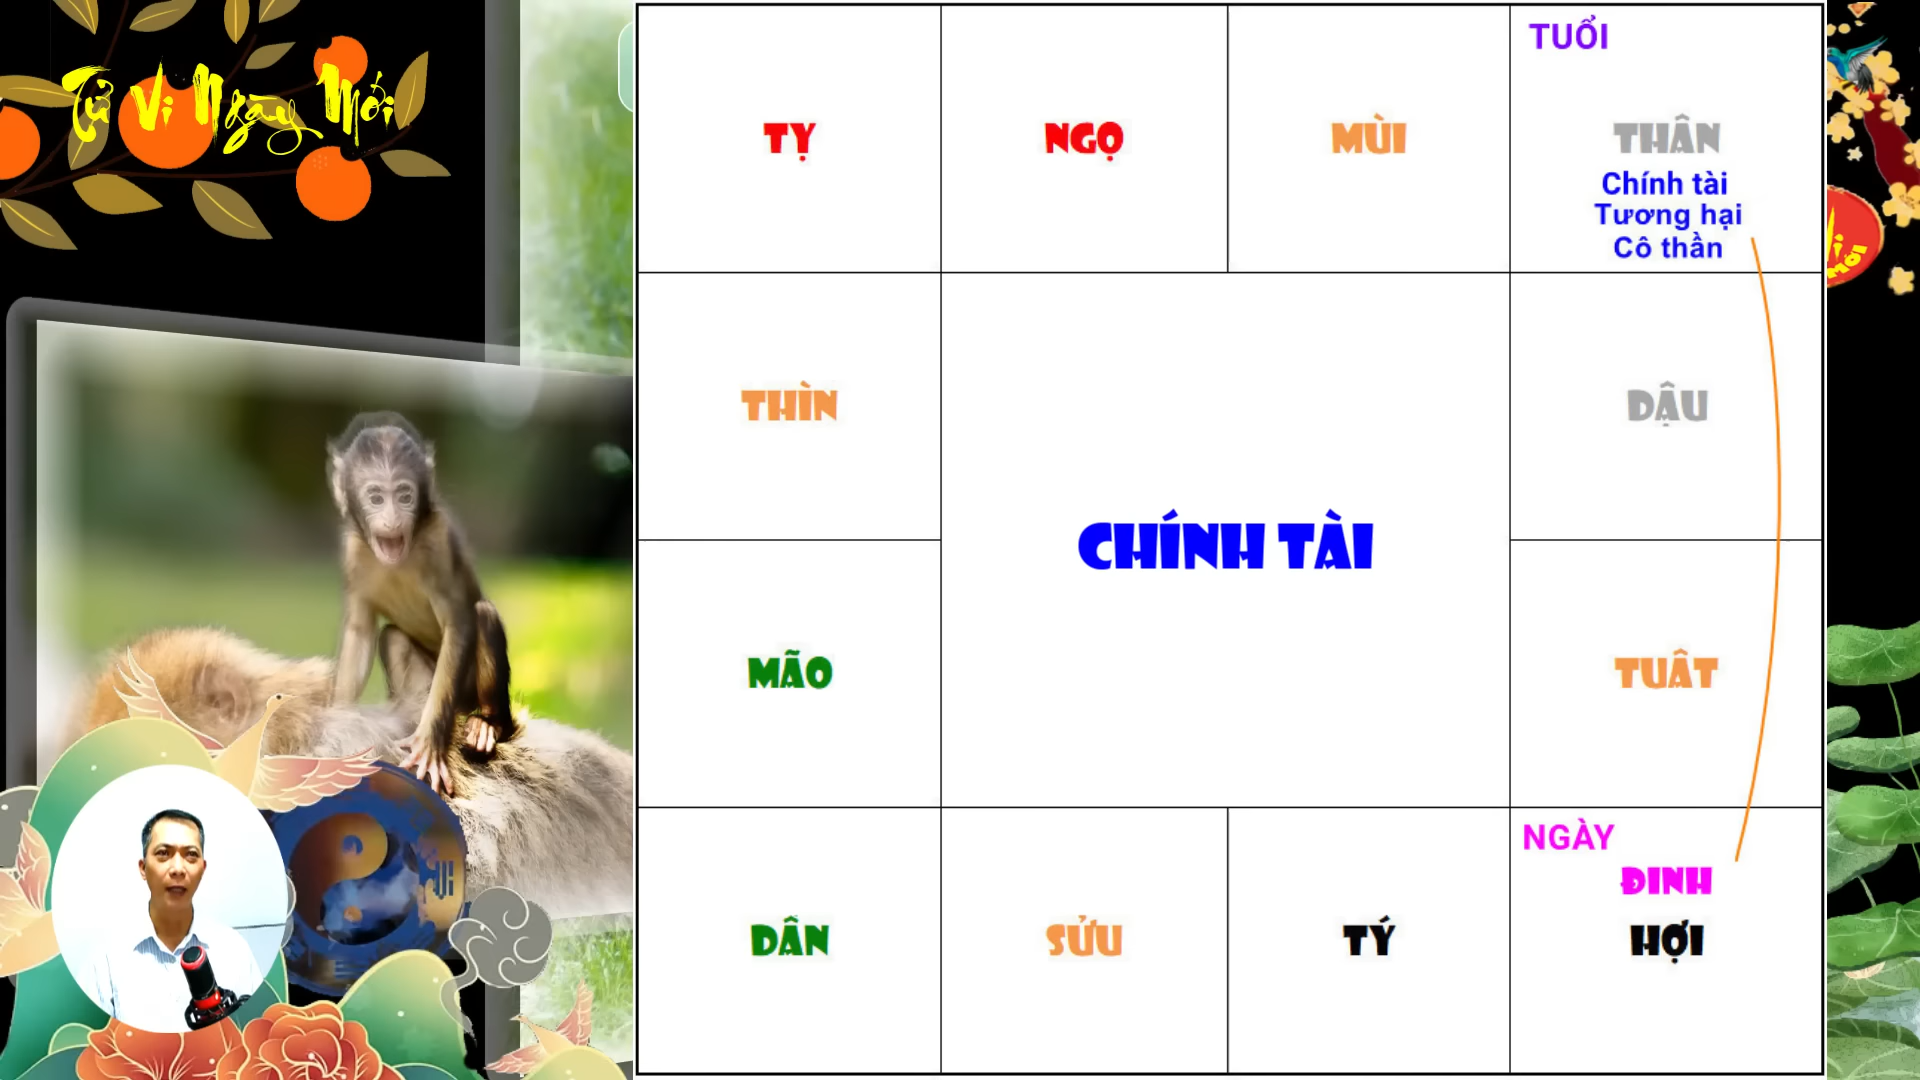 Tử Vi Ngày Mới
TUỔI
TỴ
NGỌ
MÙI
THÂN
Chính tài
Tương hại
Cô thần
THÌN
DẬU
CHÍNH TÀI
MÃO
TUẤT
NGÀY
ĐINH
DẦN
SỬU
TÝ
HỢI